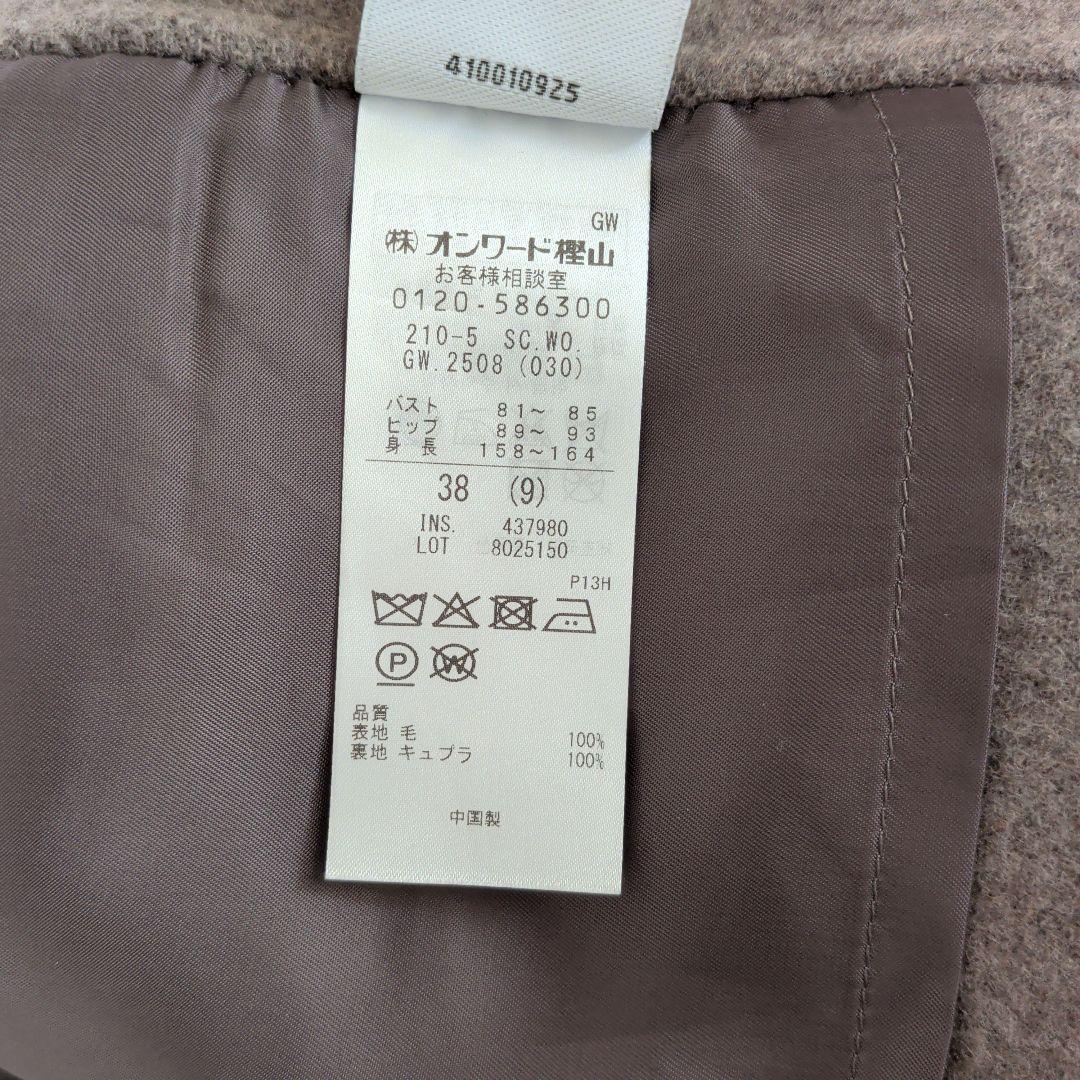 410010925
GW
㈱オンワード樫山
お客様相談室
0120-586300
210-5 SC.WO.
GW.2508 (030)
バスト 81～ 85
ヒップ 89～ 93
身 長 158～164
38 (9)
INS. 437980
LOT 8025150
P13H
P W
品質
表地 毛 100%
裏地 キュプラ 100%
中国製